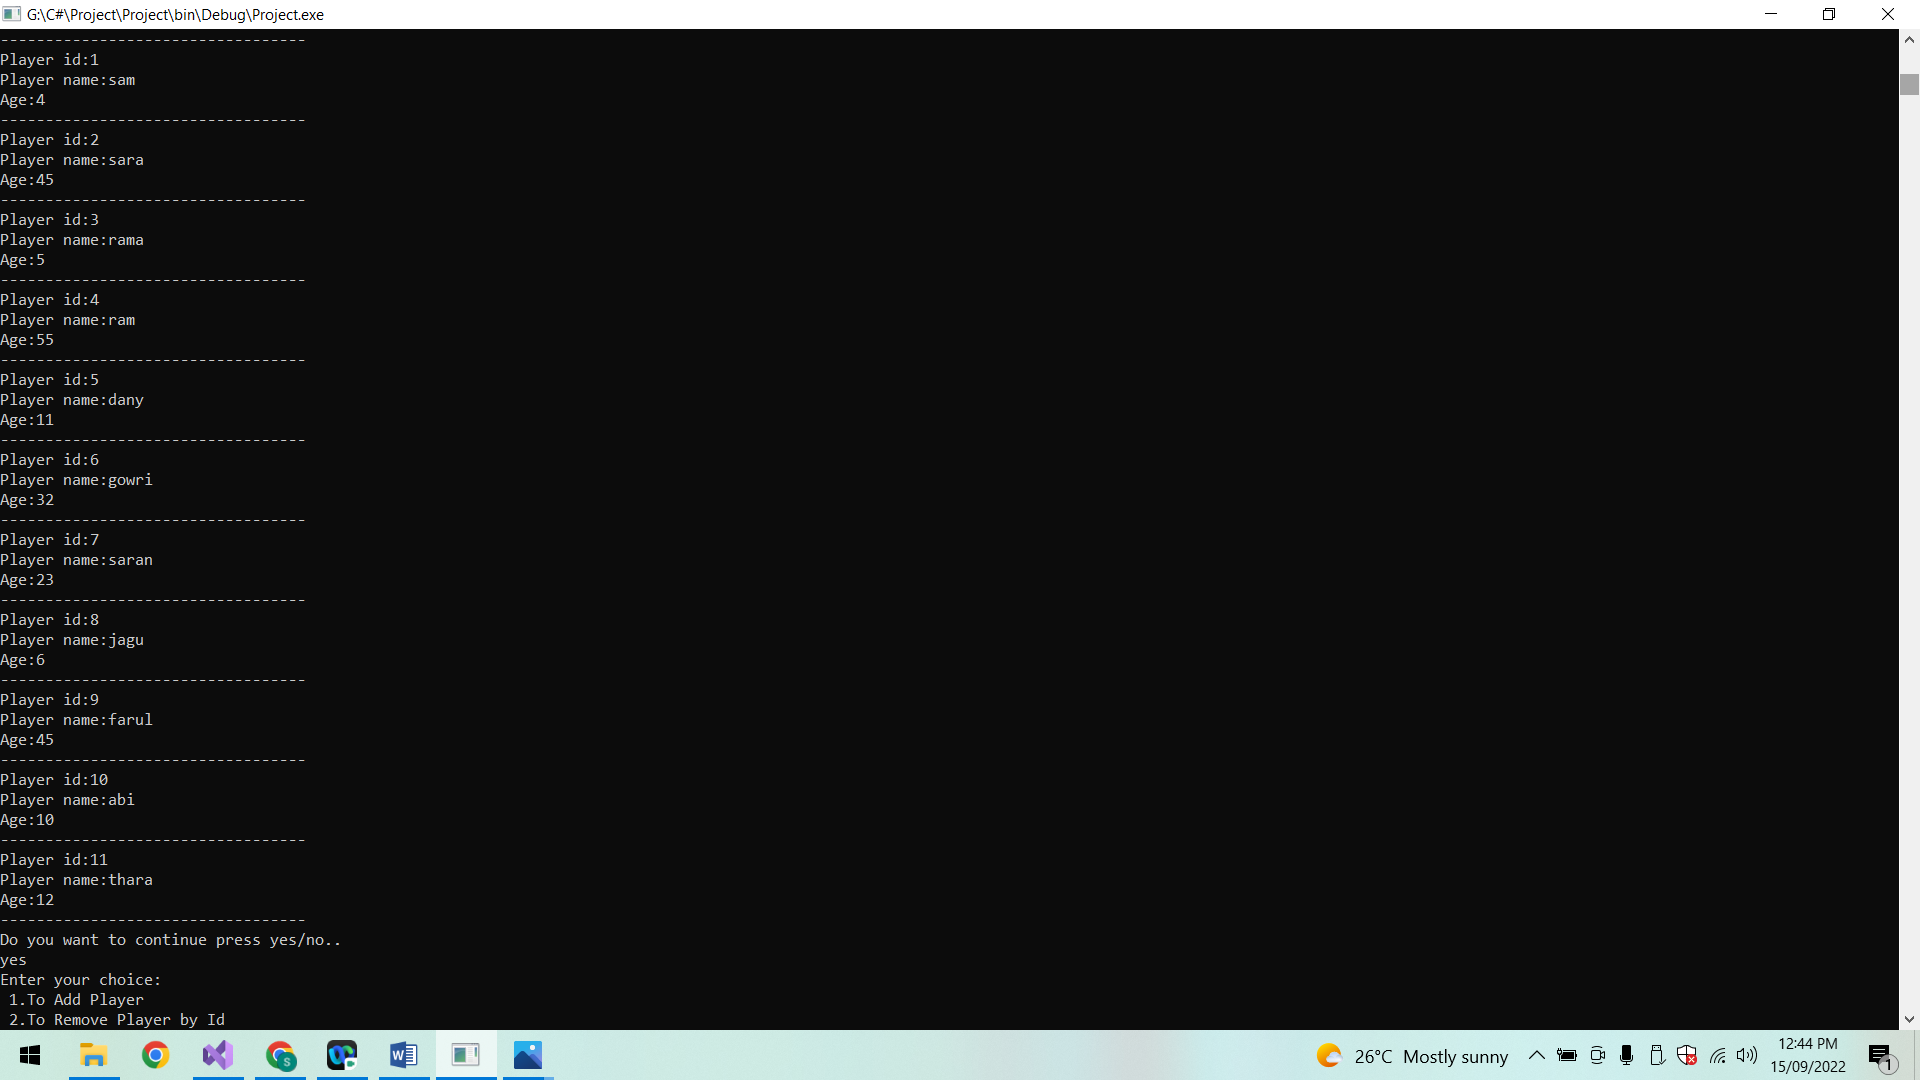 G:\C#\Project\Project\bin\Debug\Project.exe
----------------------------------
Player id:1
Player name:sam
Age:4
----------------------------------
Player id:2
Player name:sara
Age:45
----------------------------------
Player id:3
Player name:rama
Age:5
----------------------------------
Player id:4
Player name:ram
Age:55
----------------------------------
Player id:5
Player name:dany
Age:11
----------------------------------
Player id:6
Player name:gowri
Age:32
----------------------------------
Player id:7
Player name:saran
Age:23
----------------------------------
Player id:8
Player name:jagu
Age:6
----------------------------------
Player id:9
Player name:farul
Age:45
----------------------------------
Player id:10
Player name:abi
Age:10
----------------------------------
Player id:11
Player name:thara
Age:12
----------------------------------
Do you want to continue press yes/no..
yes
Enter your choice:
 1.To Add Player
 2.To Remove Player by Id
26°C Mostly sunny
12:44 PM
15/09/2022
1